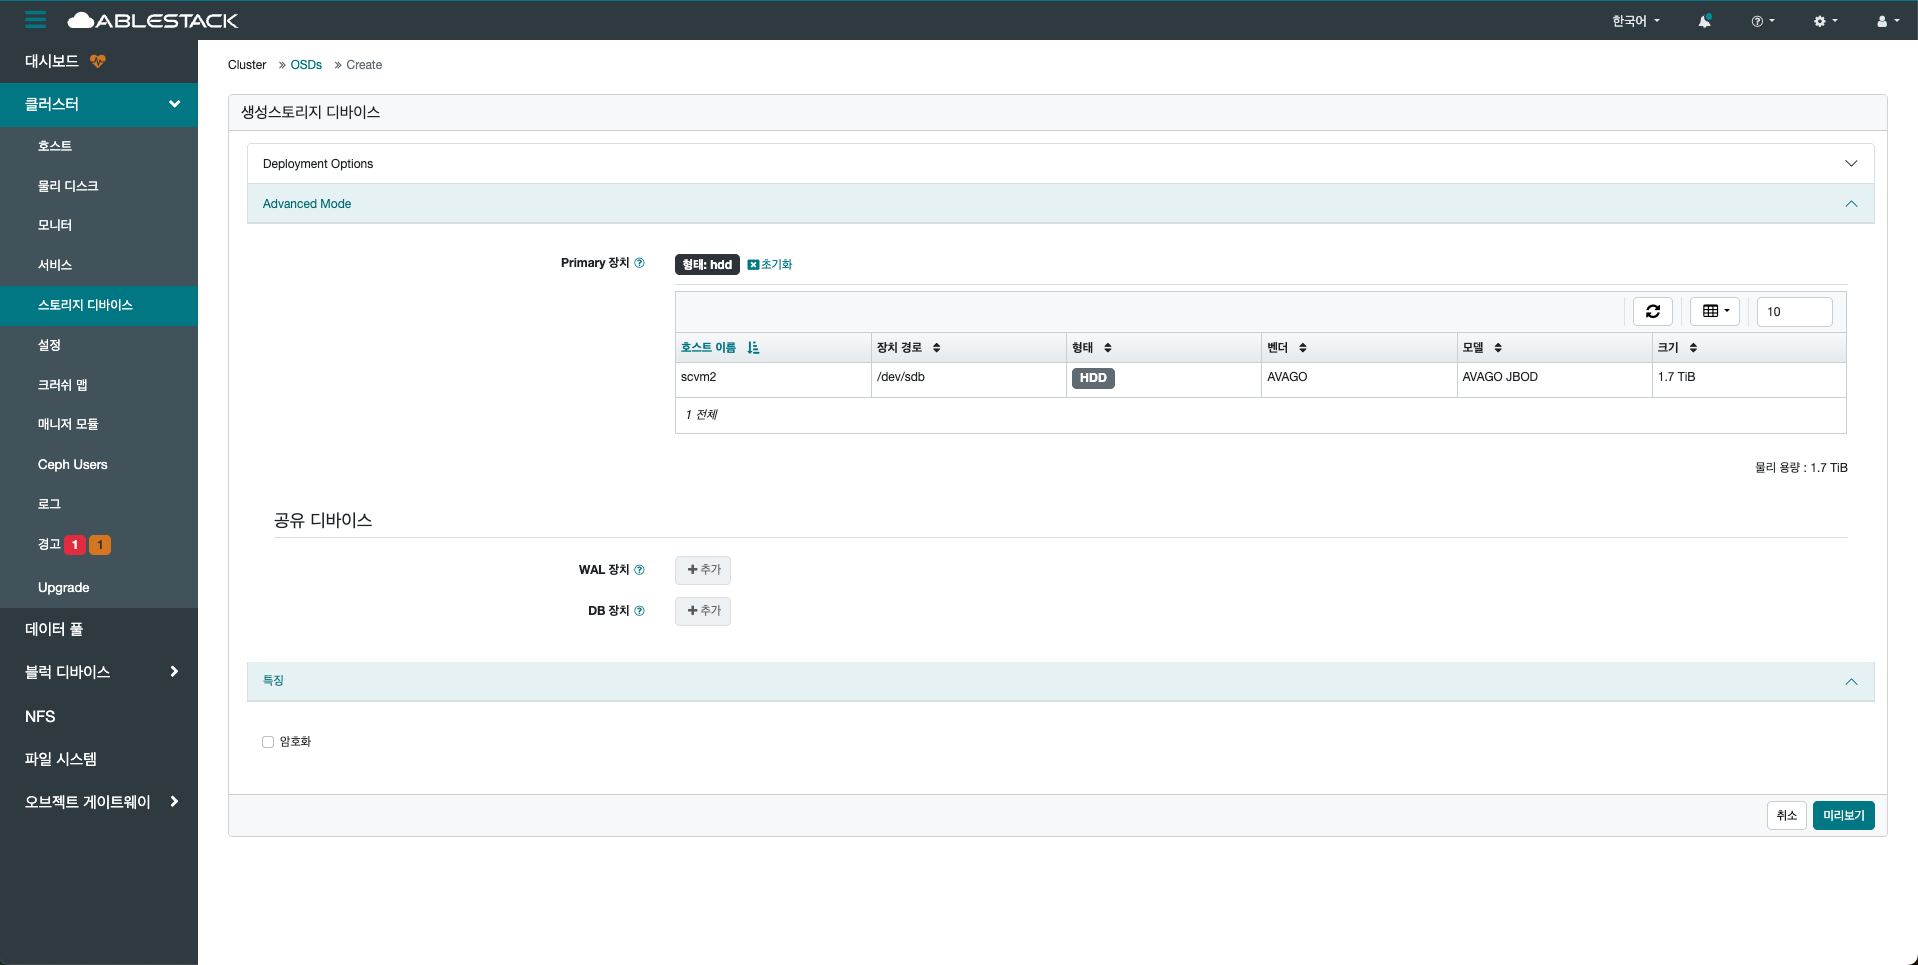 ABLESTACK
한국어
대시보드
클러스터
호스트
물리 디스크
모니터
서비스
스토리지 디바이스
설정
크러쉬 맵
매니저 모듈
Ceph Users
로그
경고 1 1
Upgrade
데이터 풀
블럭 디바이스
NFS
파일 시스템
오브젝트 게이트웨이
Cluster » OSDs » Create
생성스토리지 디바이스
Deployment Options
Advanced Mode
Primary 장치 형태: hdd 초기화
10
호스트 이름 장치 경로 형태 벤더 모델 크기
scvm2 /dev/sdb HDD AVAGO AVAGO JBOD 1.7 TiB
1 전체
물리 용량 : 1.7 TiB
공유 디바이스
WAL 장치 추가
DB 장치 추가
특징
암호화
취소 미리보기